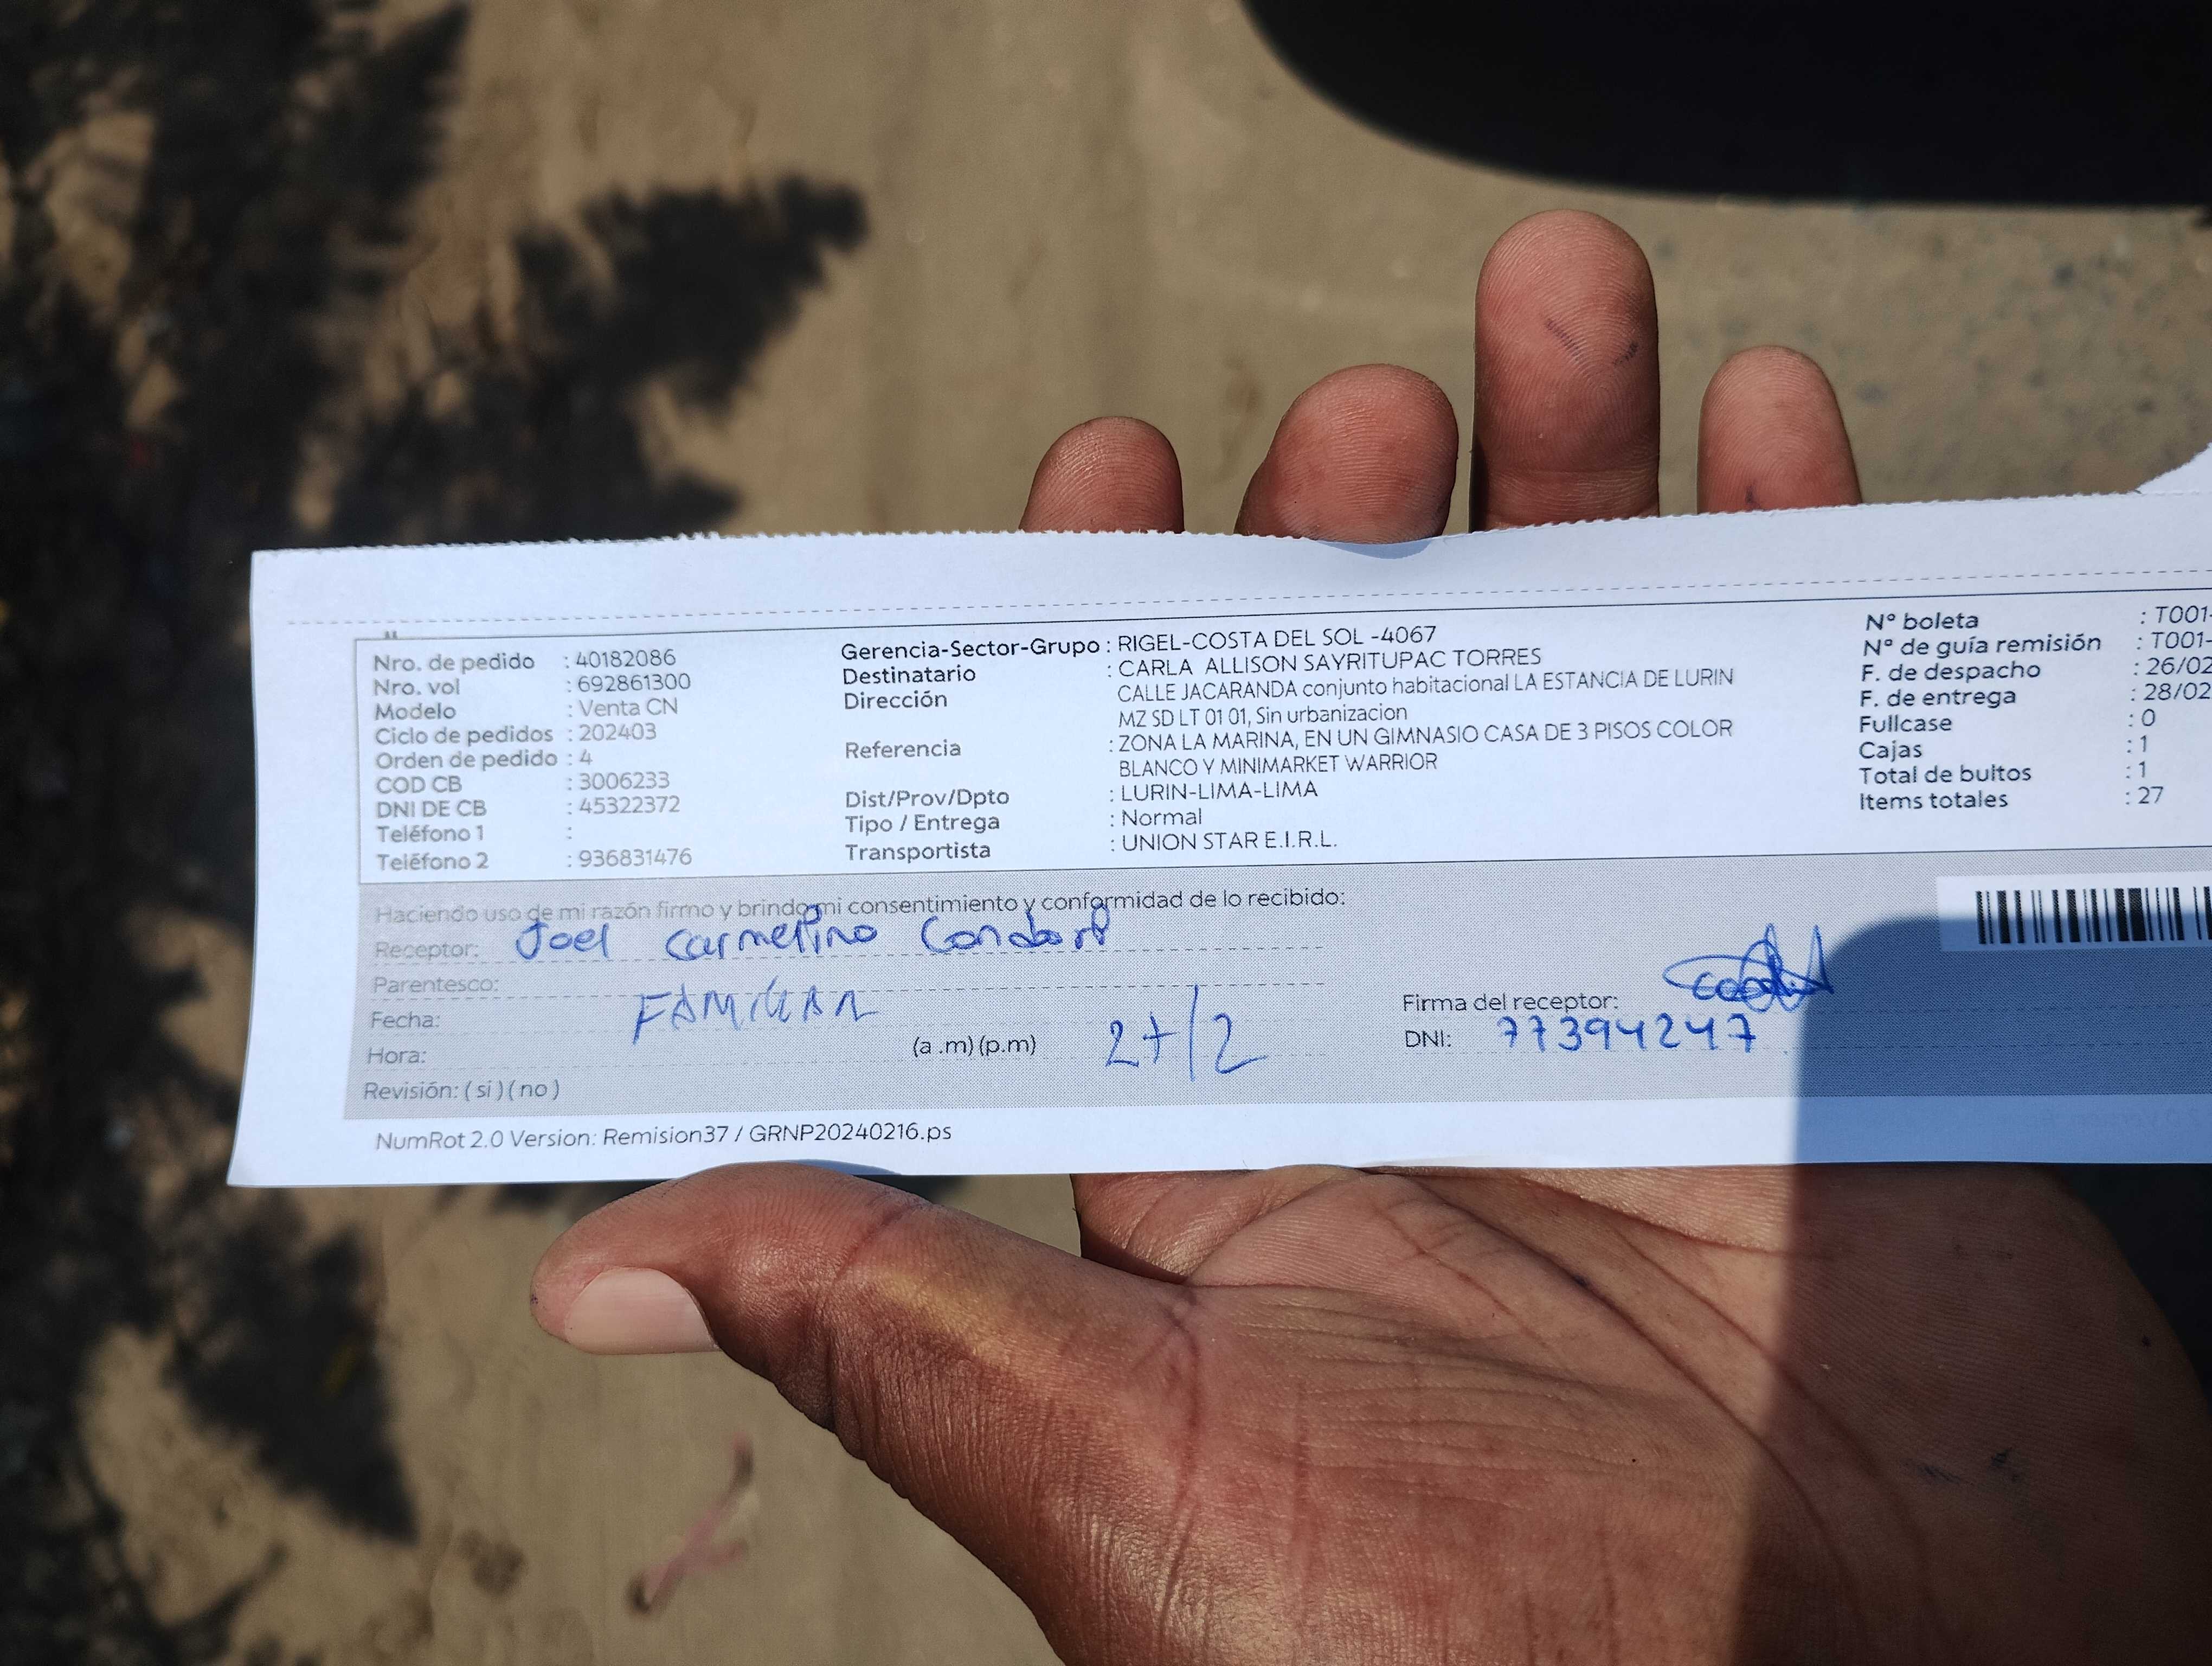 Nro. de pedido : 40182086
Nro. vol : 692861300
Modelo : Venta CN
Ciclo de pedidos : 202403
Orden de pedido : 4
COD CB : 3006233
DNI DE CB : 45322372
Teléfono 1 :
Teléfono 2 : 936831476
Gerencia-Sector-Grupo : RIGEL-COSTA DEL SOL -4067
Destinatario : CARLA ALLISON SAYRITUPAC TORRES
Dirección CALLE JACARANDA conjunto habitacional LA ESTANCIA DE LURIN
MZ SD LT 01 01, Sin urbanizacion
Referencia : ZONA LA MARINA, EN UN GIMNASIO CASA DE 3 PISOS COLOR
BLANCO Y MINIMARKET WARRIOR
Dist/Prov/Dpto : LURIN-LIMA-LIMA
Tipo / Entrega : Normal
Transportista : UNION STAR E.I.R.L.
N° boleta : T001-
N° de guía remisión : T001-
F. de despacho : 26/02
F. de entrega : 28/02
Fullcase : 0
Cajas : 1
Total de bultos : 1
Items totales : 27
Haciendo uso de mi razón firmo y brindo mi consentimiento y conformidad de lo recibido:
Receptor: Joel Carmelino Condori
Parentesco: FAMILIAR
Fecha:
Hora: (a .m) (p.m) 27/2
Revisión: ( si ) ( no )
Firma del receptor:
DNI: 77394247
NumRot 2.0 Version: Remision37 / GRNP20240216.ps